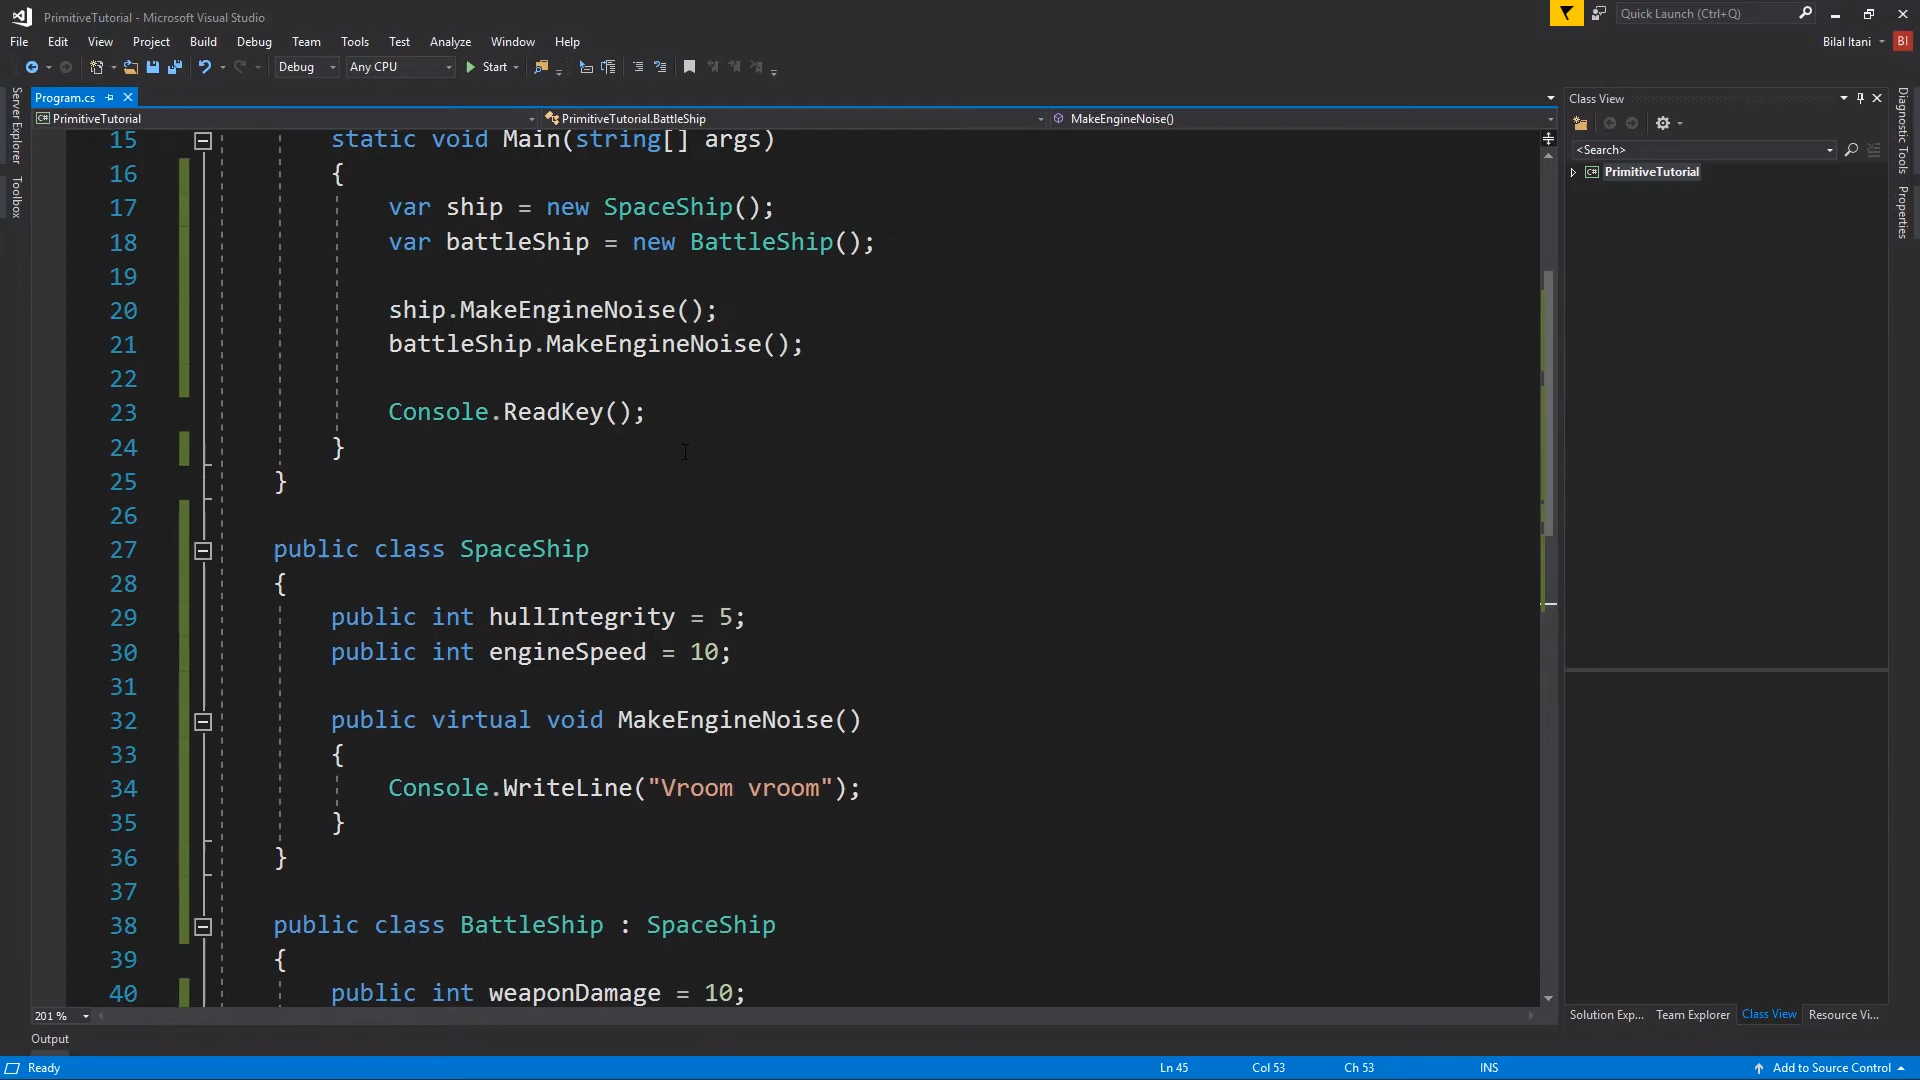 PrimitiveTutorial - Microsoft Visual Studio
Quick Launch (Ctrl+Q)
File Edit View Project Build Debug Team Tools Test Analyze Window Help
Bilal Itani BI
Debug Any CPU Start
Server Explorer
Toolbox
Program.cs
PrimitiveTutorial PrimitiveTutorial.BattleShip MakeEngineNoise()
15 static void Main(string[] args)
16 {
17 var ship = new SpaceShip();
18 var battleShip = new BattleShip();
19
20 ship.MakeEngineNoise();
21 battleShip.MakeEngineNoise();
22
23 Console.ReadKey();
24 }
25 }
26
27 public class SpaceShip
28 {
29 public int hullIntegrity = 5;
30 public int engineSpeed = 10;
31
32 public virtual void MakeEngineNoise()
33 {
34 Console.WriteLine("Vroom vroom");
35 }
36 }
37
38 public class BattleShip : SpaceShip
39 {
40 public int weaponDamage = 10;
201 %
Class View
<Search>
C# PrimitiveTutorial
Diagnostic Tools
Properties
Solution Exp... Team Explorer Class View Resource Vi...
Output
Ready Ln 45 Col 53 Ch 53 INS Add to Source Control